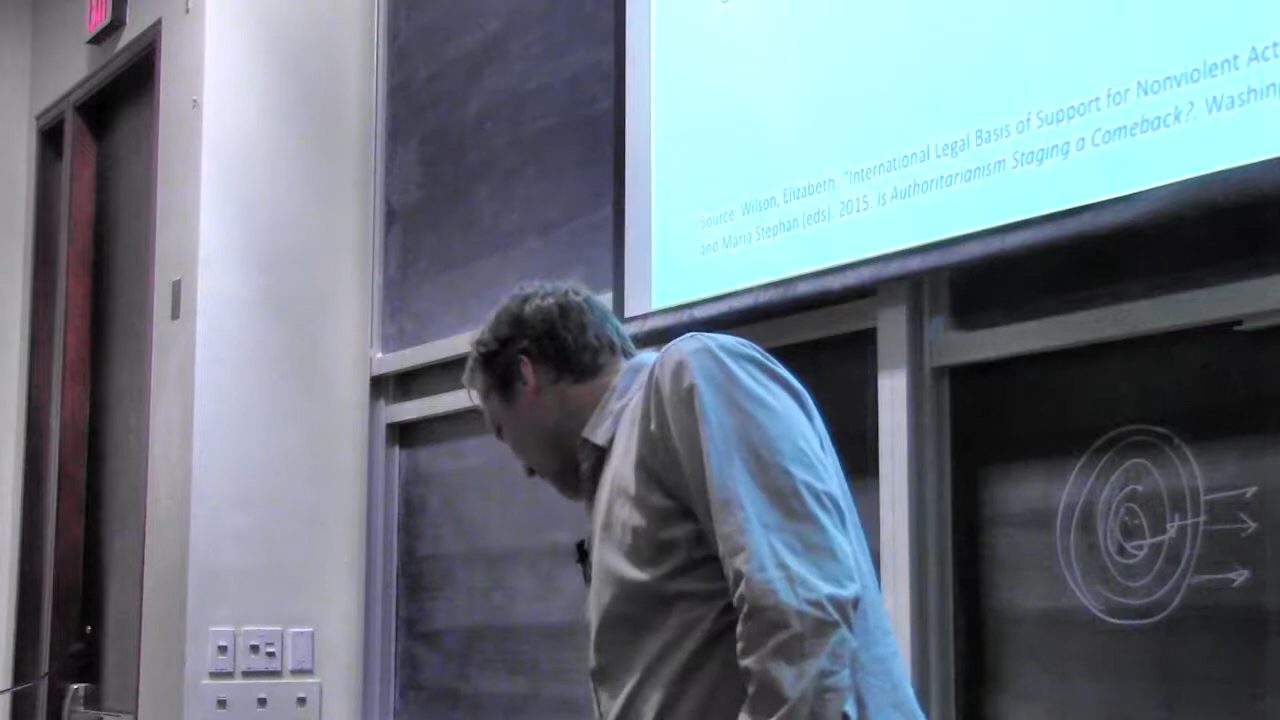 EXIT
Source: Wilson, Elizabeth. "International Legal Basis of Support for Nonviolent Act
and Maria Stephan (eds). 2015. Is Authoritarianism Staging a Comeback?. Washin